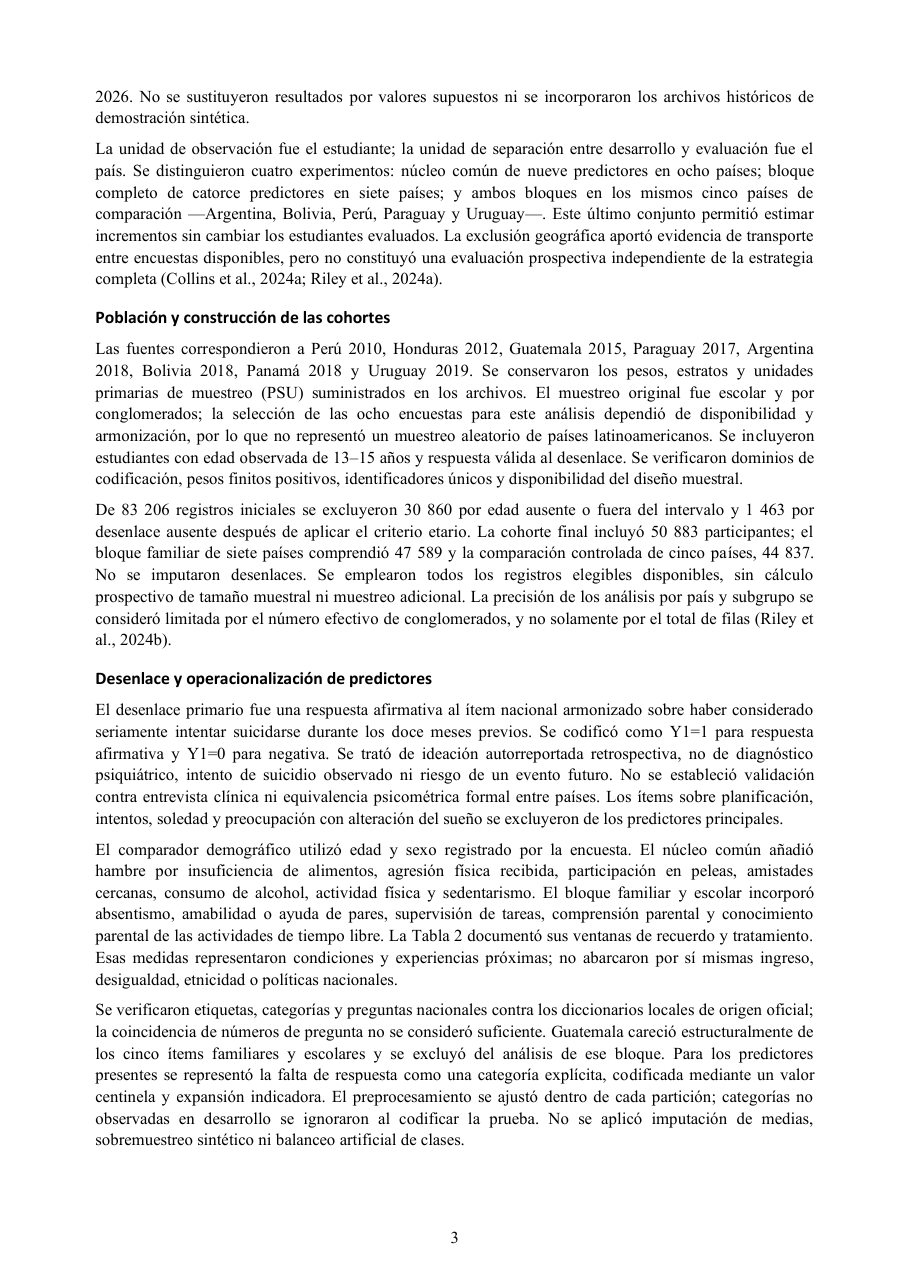 2026. No se sustituyeron resultados por valores supuestos ni se incorporaron los archivos históricos de
demostración sintética.
La unidad de observación fue el estudiante; la unidad de separación entre desarrollo y evaluación fue el
país. Se distinguieron cuatro experimentos: núcleo común de nueve predictores en ocho países; bloque
completo de catorce predictores en siete países; y ambos bloques en los mismos cinco países de
comparación —Argentina, Bolivia, Perú, Paraguay y Uruguay—. Este último conjunto permitió estimar
incrementos sin cambiar los estudiantes evaluados. La exclusión geográfica aportó evidencia de transporte
entre encuestas disponibles, pero no constituyó una evaluación prospectiva independiente de la estrategia
completa (Collins et al., 2024a; Riley et al., 2024a).
Población y construcción de las cohortes
Las fuentes correspondieron a Perú 2010, Honduras 2012, Guatemala 2015, Paraguay 2017, Argentina
2018, Bolivia 2018, Panamá 2018 y Uruguay 2019. Se conservaron los pesos, estratos y unidades
primarias de muestreo (PSU) suministrados en los archivos. El muestreo original fue escolar y por
conglomerados; la selección de las ocho encuestas para este análisis dependió de disponibilidad y
armonización, por lo que no representó un muestreo aleatorio de países latinoamericanos. Se incluyeron
estudiantes con edad observada de 13–15 años y respuesta válida al desenlace. Se verificaron dominios de
codificación, pesos finitos positivos, identificadores únicos y disponibilidad del diseño muestral.
De 83 206 registros iniciales se excluyeron 30 860 por edad ausente o fuera del intervalo y 1 463 por
desenlace ausente después de aplicar el criterio etario. La cohorte final incluyó 50 883 participantes; el
bloque familiar de siete países comprendió 47 589 y la comparación controlada de cinco países, 44 837.
No se imputaron desenlaces. Se emplearon todos los registros elegibles disponibles, sin cálculo
prospectivo de tamaño muestral ni muestreo adicional. La precisión de los análisis por país y subgrupo se
consideró limitada por el número efectivo de conglomerados, y no solamente por el total de filas (Riley et
al., 2024b).
Desenlace y operacionalización de predictores
El desenlace primario fue una respuesta afirmativa al ítem nacional armonizado sobre haber considerado
seriamente intentar suicidarse durante los doce meses previos. Se codificó como Y1=1 para respuesta
afirmativa y Y1=0 para negativa. Se trató de ideación autorreportada retrospectiva, no de diagnóstico
psiquiátrico, intento de suicidio observado ni riesgo de un evento futuro. No se estableció validación
contra entrevista clínica ni equivalencia psicométrica formal entre países. Los ítems sobre planificación,
intentos, soledad y preocupación con alteración del sueño se excluyeron de los predictores principales.
El comparador demográfico utilizó edad y sexo registrado por la encuesta. El núcleo común añadió
hambre por insuficiencia de alimentos, agresión física recibida, participación en peleas, amistades
cercanas, consumo de alcohol, actividad física y sedentarismo. El bloque familiar y escolar incorporó
absentismo, amabilidad o ayuda de pares, supervisión de tareas, comprensión parental y conocimiento
parental de las actividades de tiempo libre. La Tabla 2 documentó sus ventanas de recuerdo y tratamiento.
Esas medidas representaron condiciones y experiencias próximas; no abarcaron por sí mismas ingreso,
desigualdad, etnicidad o políticas nacionales.
Se verificaron etiquetas, categorías y preguntas nacionales contra los diccionarios locales de origen oficial;
la coincidencia de números de pregunta no se consideró suficiente. Guatemala careció estructuralmente de
los cinco ítems familiares y escolares y se excluyó del análisis de ese bloque. Para los predictores
presentes se representó la falta de respuesta como una categoría explícita, codificada mediante un valor
centinela y expansión indicadora. El preprocesamiento se ajustó dentro de cada partición; categorías no
observadas en desarrollo se ignoraron al codificar la prueba. No se aplicó imputación de medias,
sobremuestreo sintético ni balanceo artificial de clases.
3